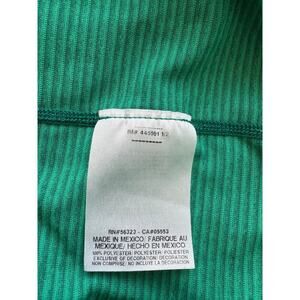 RN#56323 - CA#05553
MADE IN MEXICO / FABRIQUE AU
MEXIQUE / HECHO EN MEXICO
100% POLYESTER / POLYESTER / POLIESTER
EXCLUSIVE OF DECORATION / DECORATION
NON COMPRISE / NO INCLUYE LA DECORACION